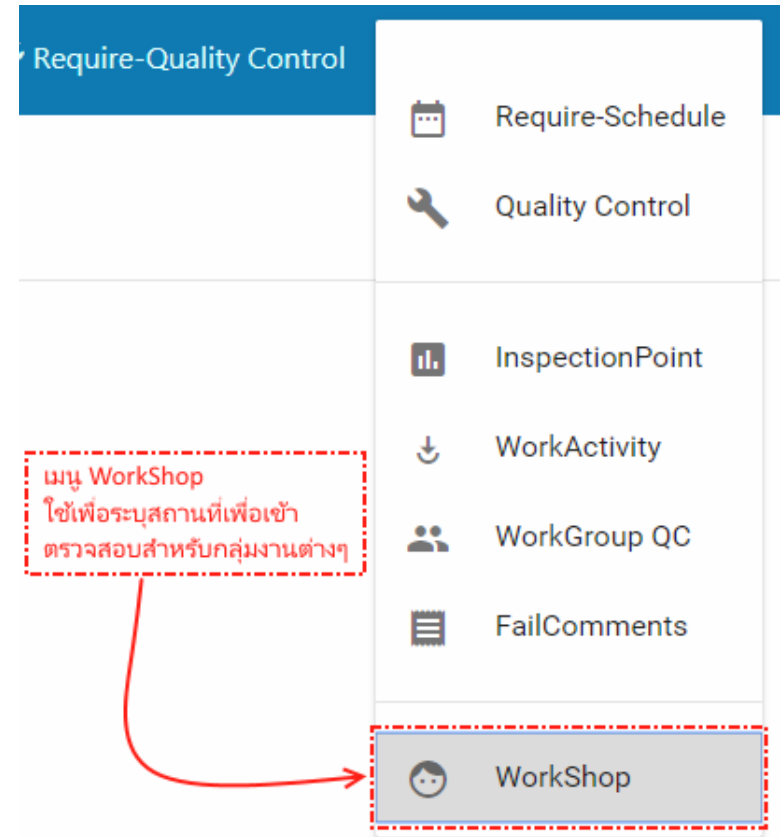 Require-Quality Control
Require-Schedule
Quality Control
InspectionPoint
WorkActivity
WorkGroup QC
FailComments
WorkShop
เมนู WorkShop
ใช้เพื่อระบุสถานที่เพื่อเข้า
ตรวจสอบสำหรับกลุ่มงานต่างๆ